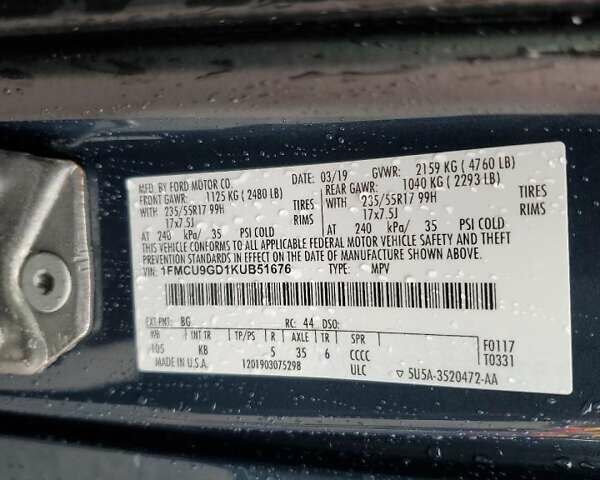 MFD. BY FORD MOTOR CO. DATE: 03/19 GVWR: 2159 KG ( 4760 LB)
FRONT GAWR: 1125 KG ( 2480 LB) REAR GAWR: 1040 KG ( 2293 LB)
WITH 235/55R17 99H TIRES WITH 235/55R17 99H TIRES
17x7.5J RIMS 17x7.5J RIMS
AT 240 kPa/ 35 PSI COLD AT 240 kPa/ 35 PSI COLD
THIS VEHICLE CONFORMS TO ALL APPLICABLE FEDERAL MOTOR VEHICLE SAFETY AND THEFT
PREVENTION STANDARDS IN EFFECT ON THE DATE OF MANUFACTURE SHOWN ABOVE.
VIN: 1FMCU9GD1KUB51676 TYPE: MPV
EXT PNT: BG RC: 44 DSO:
WB INT TR TP/PS R AXLE TR SPR F0117
105 KB 5 35 6 CCCC T0331
MADE IN U.S.A. 1201903075298 ULC ▽ 5U5A-3520472-AA